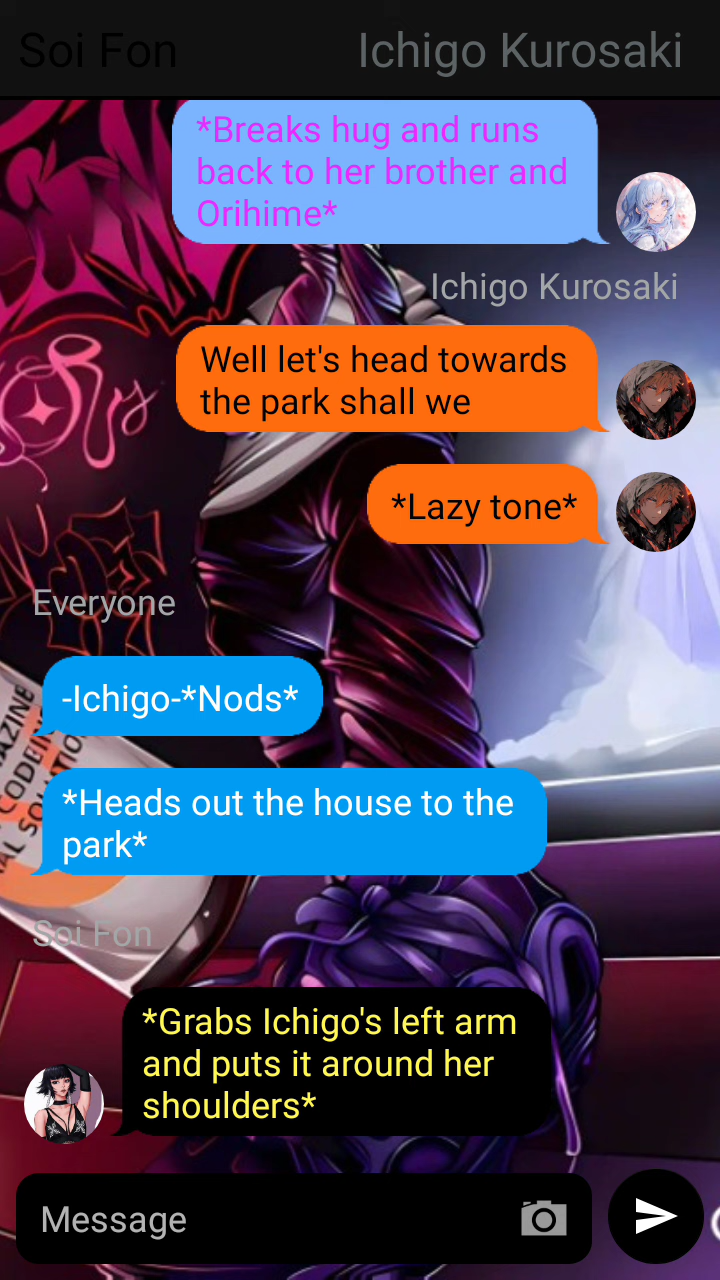 Soi Fon
Ichigo Kurosaki
*Breaks hug and runs
back to her brother and
Orihime*
Ichigo Kurosaki
Well let's head towards
the park shall we
*Lazy tone*
Everyone
-Ichigo-*Nods*
*Heads out the house to the
park*
Soi Fon
*Grabs Ichigo's left arm
and puts it around her
shoulders*
Message